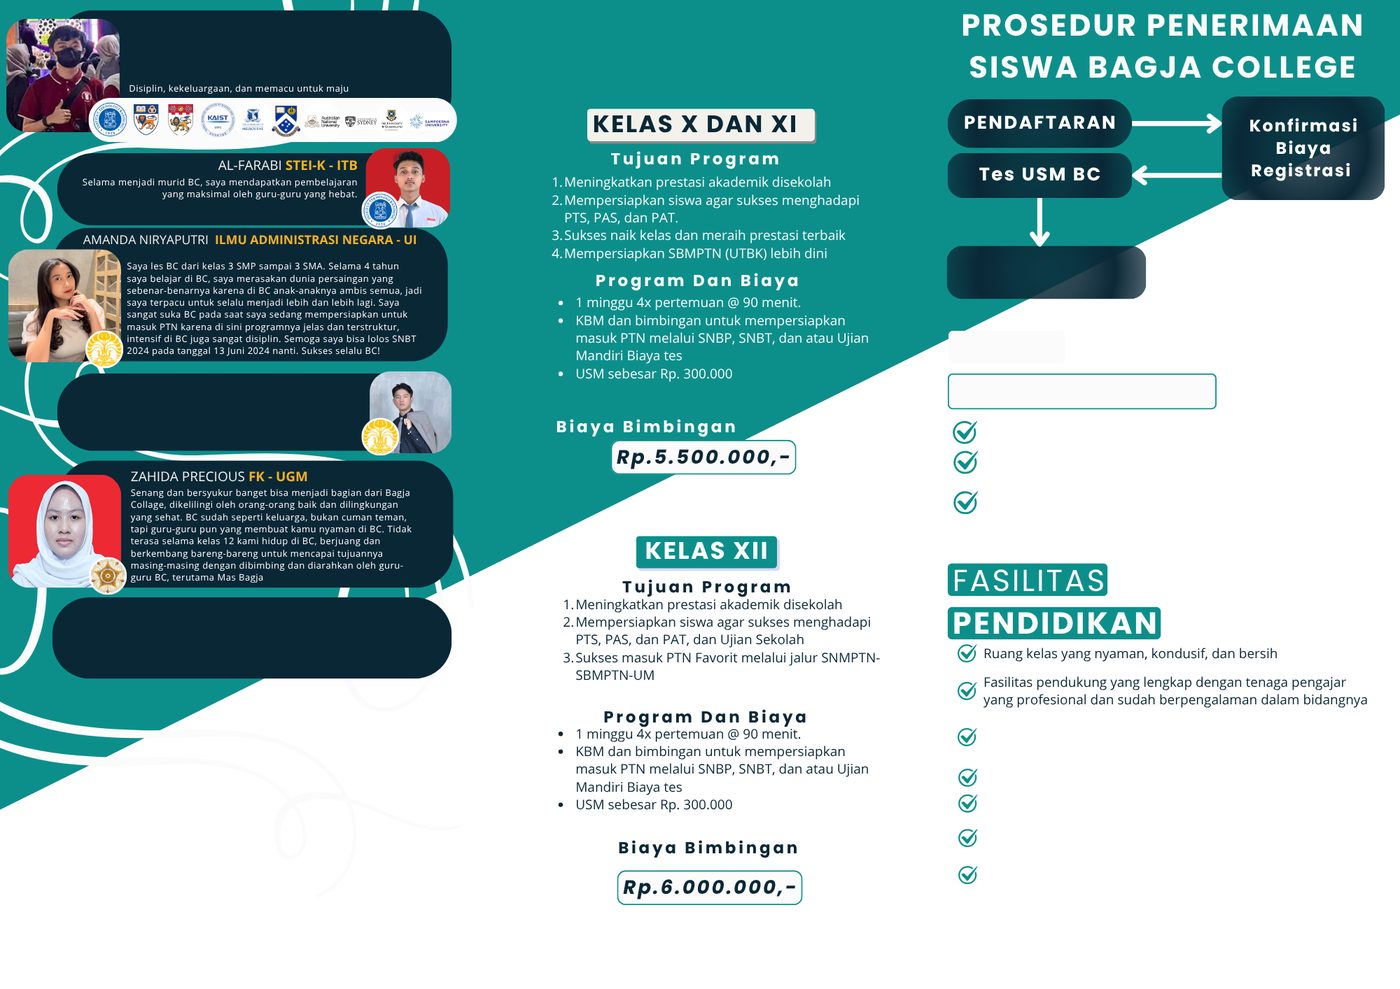 Disiplin, kekeluargaan, dan memacu untuk maju
KAIST
AL-FARABI STEI-K - ITB
Selama menjadi murid BC, saya mendapatkan pembelajaran
yang maksimal oleh guru-guru yang hebat.
AMANDA NIRYAPUTRI ILMU ADMINISTRASI NEGARA - UI
Saya les BC dari kelas 3 SMP sampai 3 SMA. Selama 4 tahun
saya belajar di BC, saya merasakan dunia persaingan yang
sebenar-benarnya karena di BC anak-anaknya ambis semua, jadi
saya terpacu untuk selalu menjadi lebih dan lebih lagi. Saya
sangat suka BC pada saat saya sedang mempersiapkan untuk
masuk PTN karena di sini programnya jelas dan terstruktur,
intensif di BC juga sangat disiplin. Semoga saya bisa lolos SNBT
2024 pada tanggal 13 Juni 2024 nanti. Sukses selalu BC!
ZAHIDA PRECIOUS FK - UGM
Senang dan bersyukur banget bisa menjadi bagian dari Bagja
Collage, dikelilingi oleh orang-orang baik dan dilingkungan
yang sehat. BC sudah seperti keluarga, bukan cuman teman,
tapi guru-guru pun yang membuat kamu nyaman di BC. Tidak
terasa selama kelas 12 kami hidup di BC, berjuang dan
berkembang bareng-bareng untuk mencapai tujuannya
masing-masing dengan dibimbing dan diarahkan oleh guru-
guru BC, terutama Mas Bagja
KELAS X DAN XI
Tujuan Program
1. Meningkatkan prestasi akademik disekolah
2. Mempersiapkan siswa agar sukses menghadapi
PTS, PAS, dan PAT.
3. Sukses naik kelas dan meraih prestasi terbaik
4. Mempersiapkan SBMPTN (UTBK) lebih dini
Program Dan Biaya
• 1 minggu 4x pertemuan @ 90 menit.
• KBM dan bimbingan untuk mempersiapkan
masuk PTN melalui SNBP, SNBT, dan atau Ujian
Mandiri Biaya tes
• USM sebesar Rp. 300.000
Biaya Bimbingan
Rp.5.500.000,-
KELAS XII
Tujuan Program
1. Meningkatkan prestasi akademik disekolah
2. Mempersiapkan siswa agar sukses menghadapi
PTS, PAS, dan PAT, dan Ujian Sekolah
3. Sukses masuk PTN Favorit melalui jalur SNMPTN-
SBMPTN-UM
Program Dan Biaya
• 1 minggu 4x pertemuan @ 90 menit.
• KBM dan bimbingan untuk mempersiapkan
masuk PTN melalui SNBP, SNBT, dan atau Ujian
Mandiri Biaya tes
• USM sebesar Rp. 300.000
Biaya Bimbingan
Rp.6.000.000,-
PROSEDUR PENERIMAAN
SISWA BAGJA COLLEGE
PENDAFTARAN
Konfirmasi
Biaya
Registrasi
Tes USM BC
FASILITAS
PENDIDIKAN
Ruang kelas yang nyaman, kondusif, dan bersih
Fasilitas pendukung yang lengkap dengan tenaga pengajar
yang profesional dan sudah berpengalaman dalam bidangnya